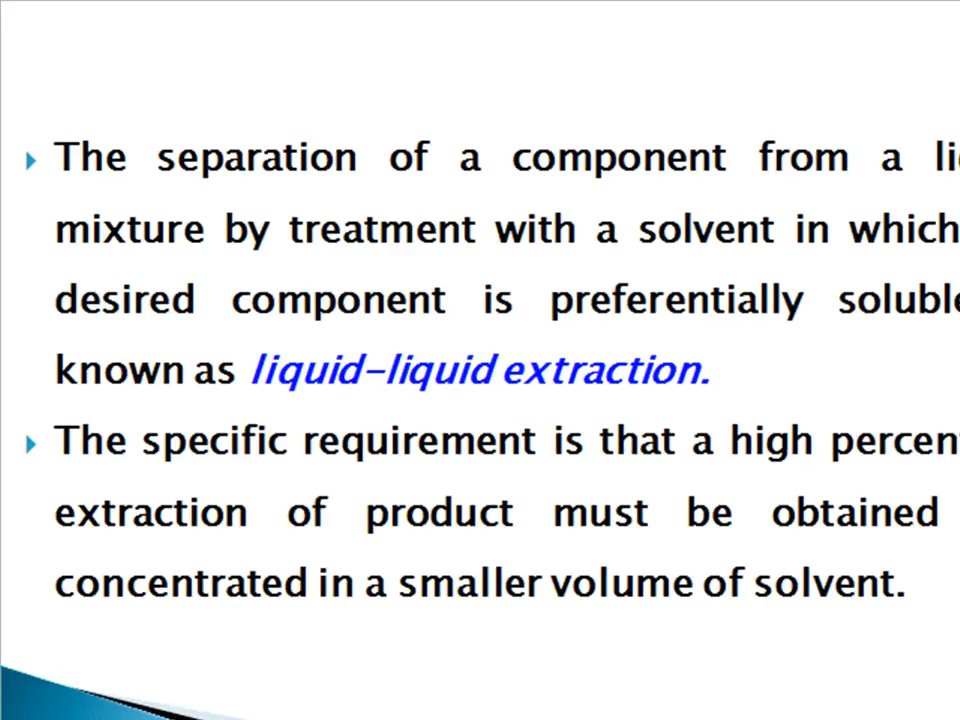 The separation of a component from a
mixture by treatment with a solvent in which
desired component is preferentially soluble
known as liquid-liquid extraction.
The specific requirement is that a high
extraction of product must be obtained
concentrated in a smaller volume of solvent.